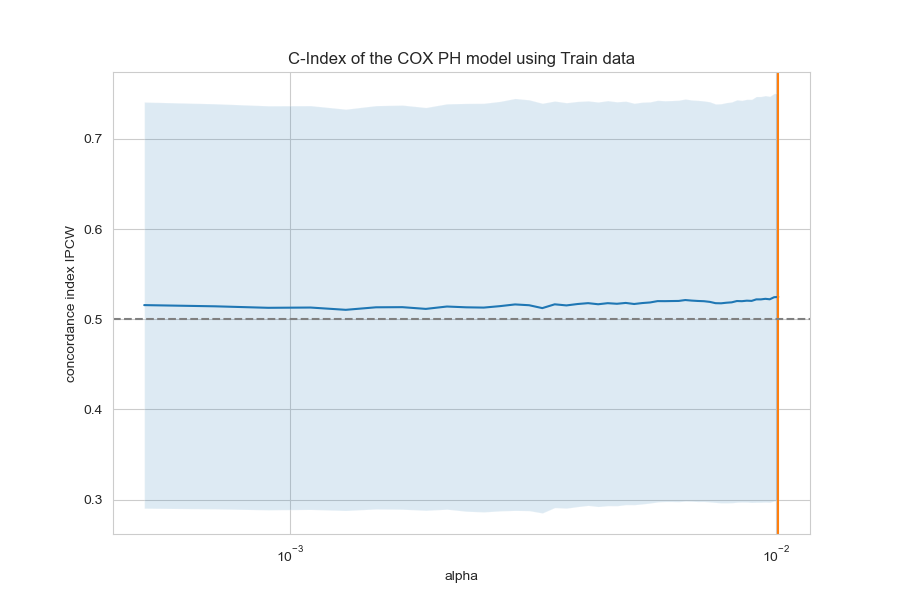 C-Index of the COX PH model using Train data
concordance index IPCW
0.7
0.6
0.5
0.4
0.3
10⁻³
10⁻²
alpha